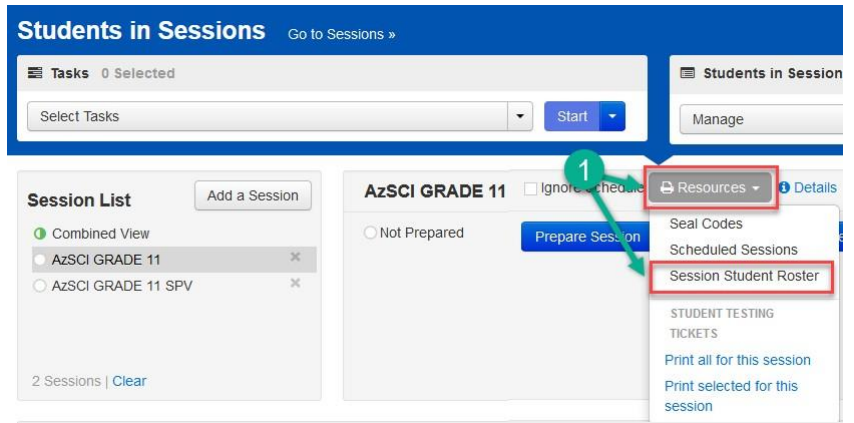 Students in Sessions Go to Sessions »
Tasks 0 Selected
Students in Session
Select Tasks
Start
Manage
1
Session List
Add a Session
AzSCI GRADE 11
Ignore Schedule
Resources
Details
Combined View
Not Prepared
Prepare Session
Seal Codes
AzSCI GRADE 11
Scheduled Sessions
AzSCI GRADE 11 SPV
Session Student Roster
STUDENT TESTING
TICKETS
Print all for this session
2 Sessions | Clear
Print selected for this
session